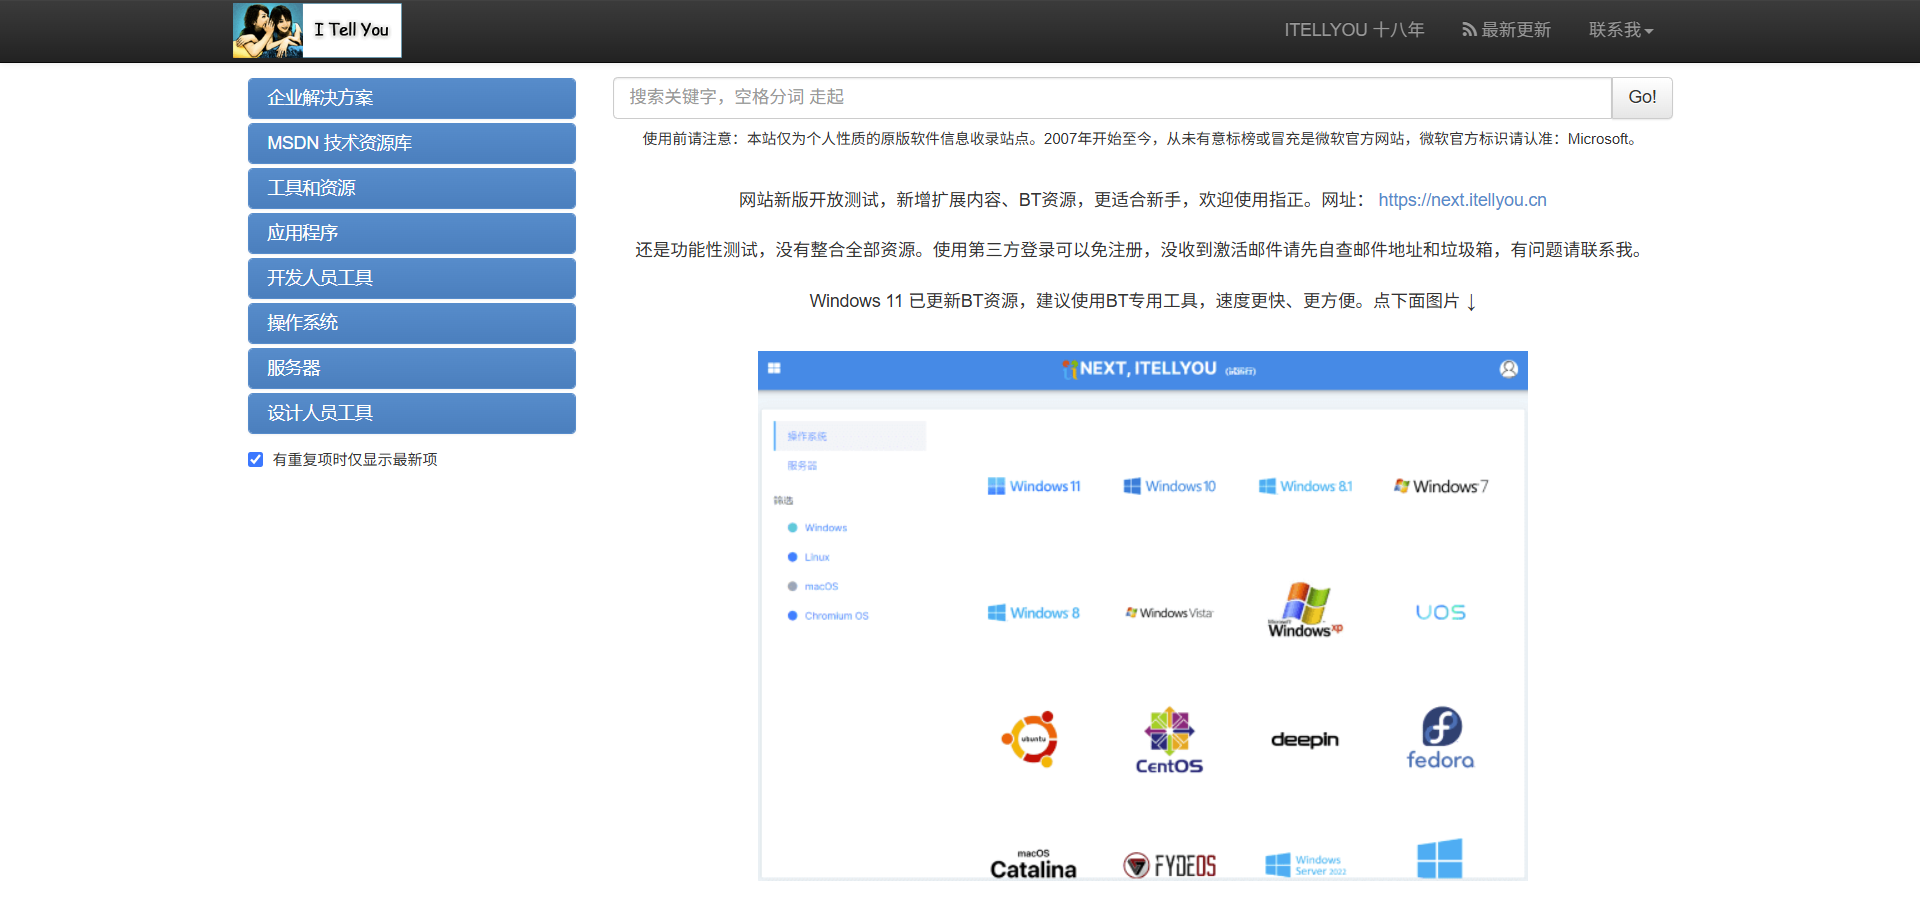 I Tell You
ITELLYOU 十八年
最新更新
联系我
企业解决方案
MSDN 技术资源库
工具和资源
应用程序
开发人员工具
操作系统
服务器
设计人员工具
有重复项时仅显示最新项
搜索关键字，空格分词 走起
Go!
使用前请注意：本站仅为个人性质的原版软件信息收录站点。2007年开始至今，从未有意标榜或冒充是微软官方网站，微软官方标识请认准：Microsoft。
网站新版开放测试，新增扩展内容、BT资源，更适合新手，欢迎使用指正。网址： https://next.itellyou.cn
还是功能性测试，没有整合全部资源。使用第三方登录可以免注册，没收到激活邮件请先自查邮件地址和垃圾箱，有问题请联系我。
Windows 11 已更新BT资源，建议使用BT专用工具，速度更快、更方便。点下面图片 ↓
NEXT, ITELLYOU
操作系统
服务器
筛选
Windows
Linux
macOS
Chromium OS
Windows 11
Windows 10
Windows 8.1
Windows 7
Windows 8
Windows Vista
Microsoft
Windows xp
UOS
ubuntu
CentOS
deepin
fedora
macOS
Catalina
FYDEOS
Windows
Server 2022